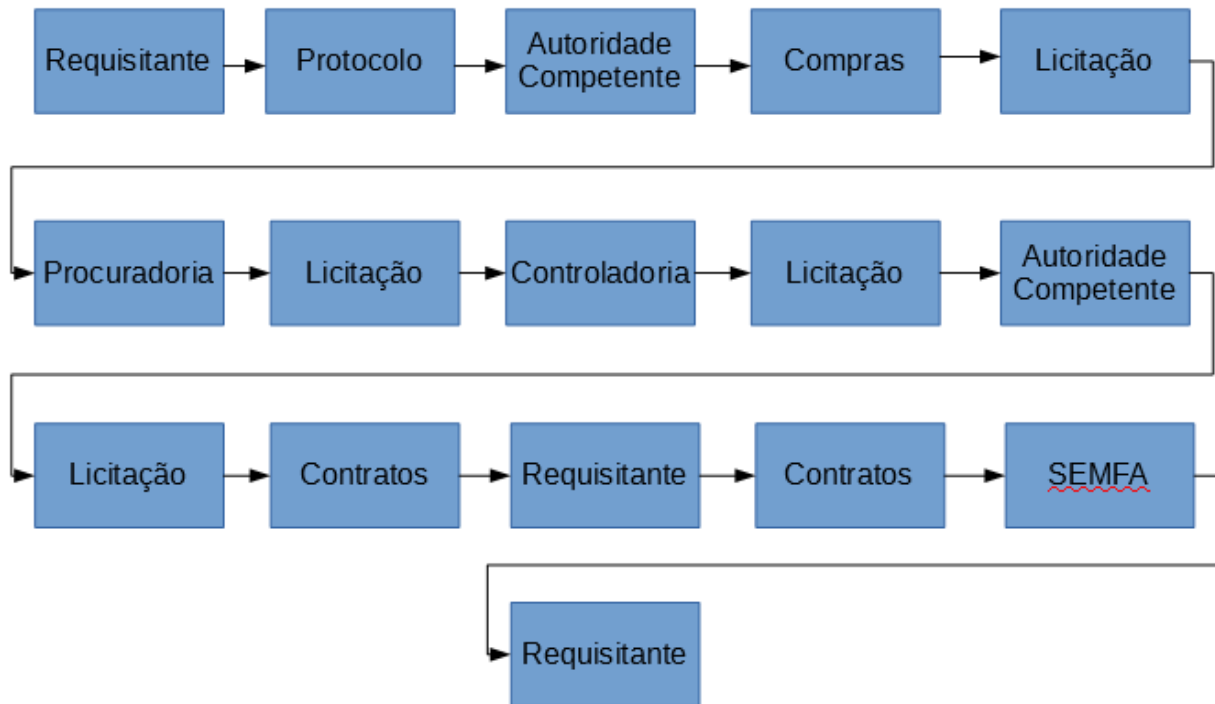 Requisitante
Protocolo
Autoridade
Competente
Compras
Licitação
Procuradoria
Licitação
Controladoria
Licitação
Autoridade
Competente
Licitação
Contratos
Requisitante
Contratos
SEMFA
Requisitante